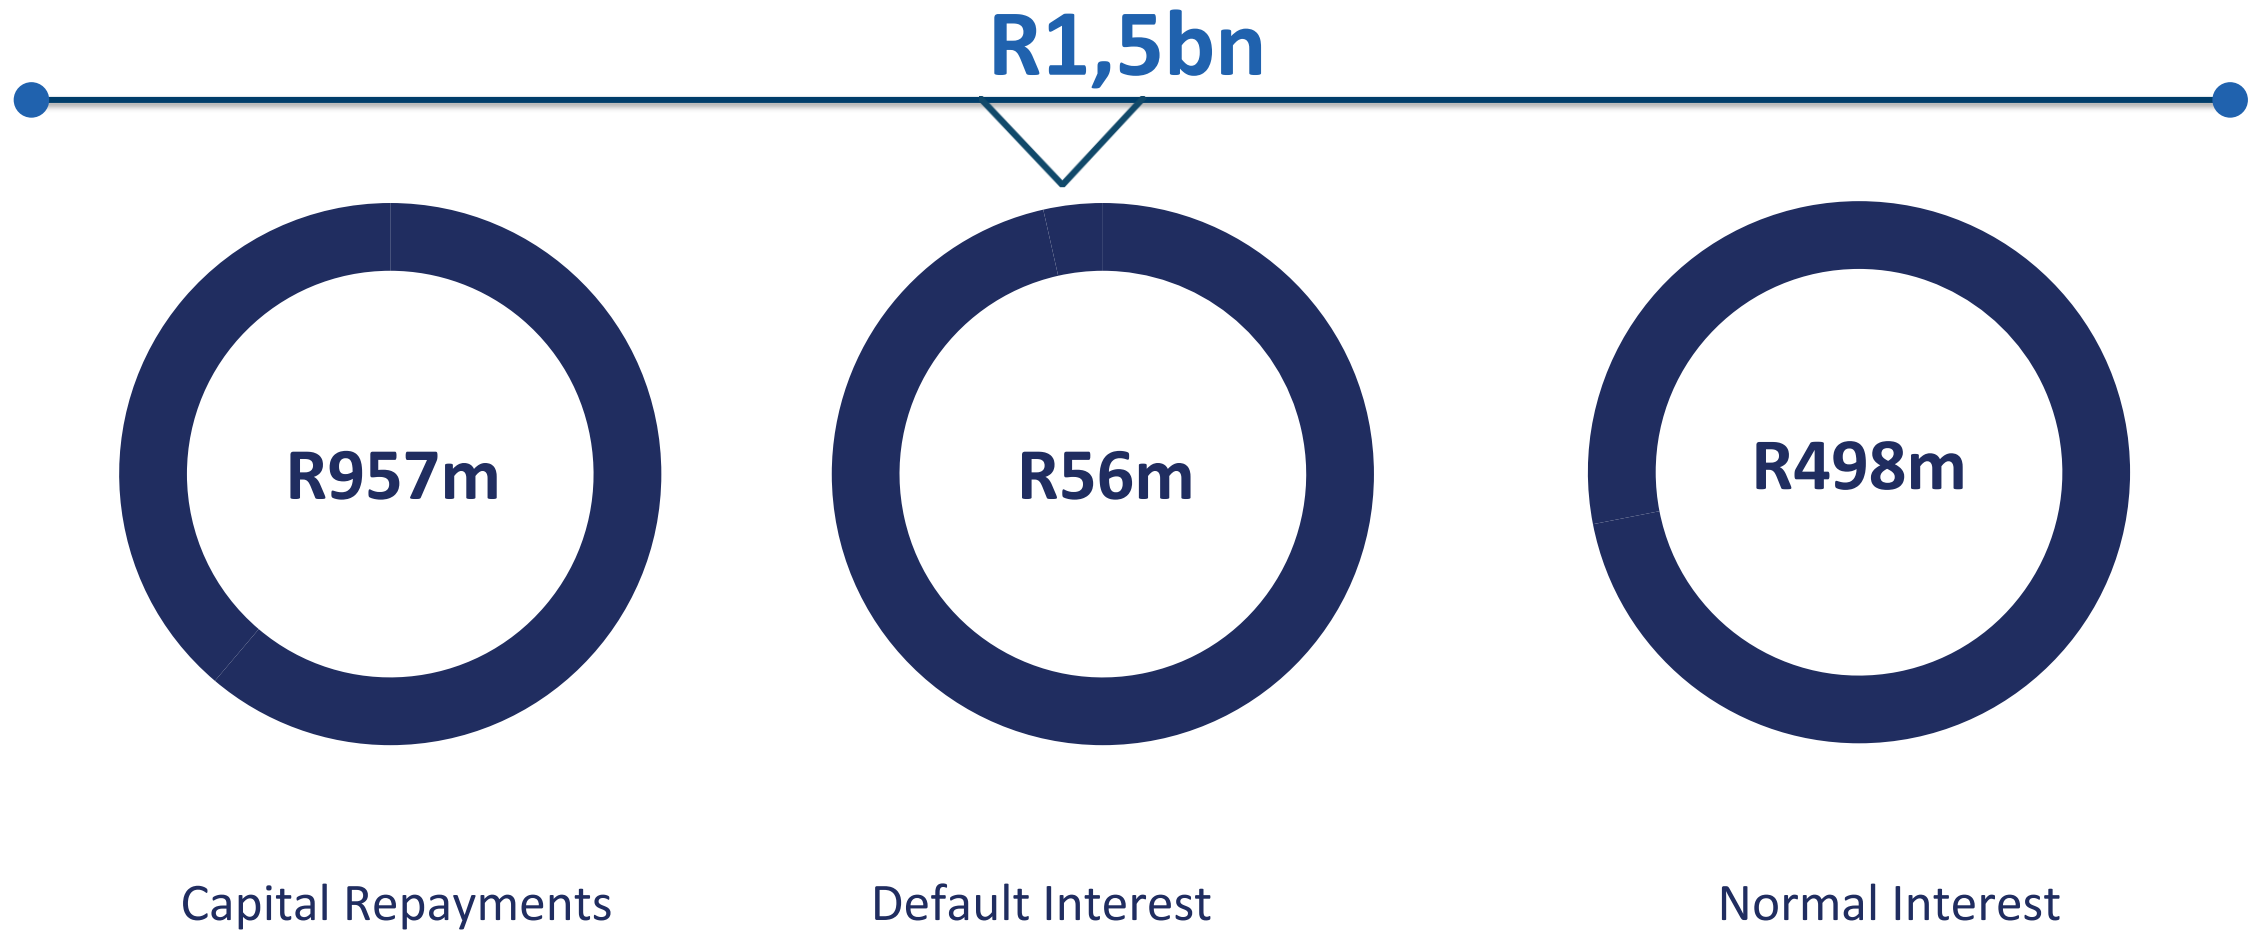 R1,5bn
R957m
R56m
R498m
Capital Repayments
Default Interest
Normal Interest